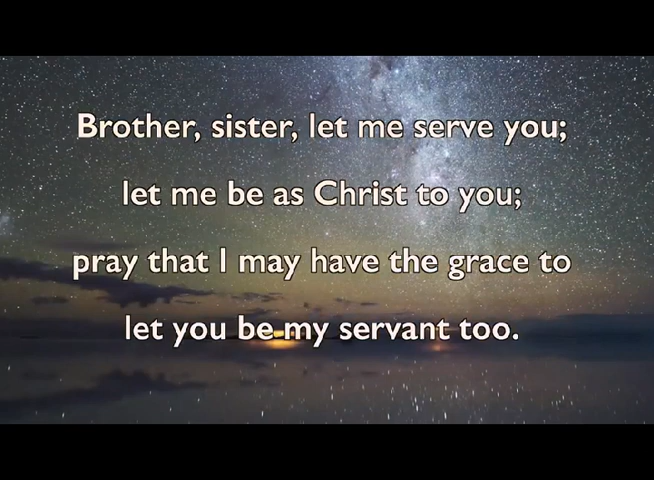 Brother, sister, let me serve you;
let me be as Christ to you;
pray that I may have the grace to
let you be my servant too.